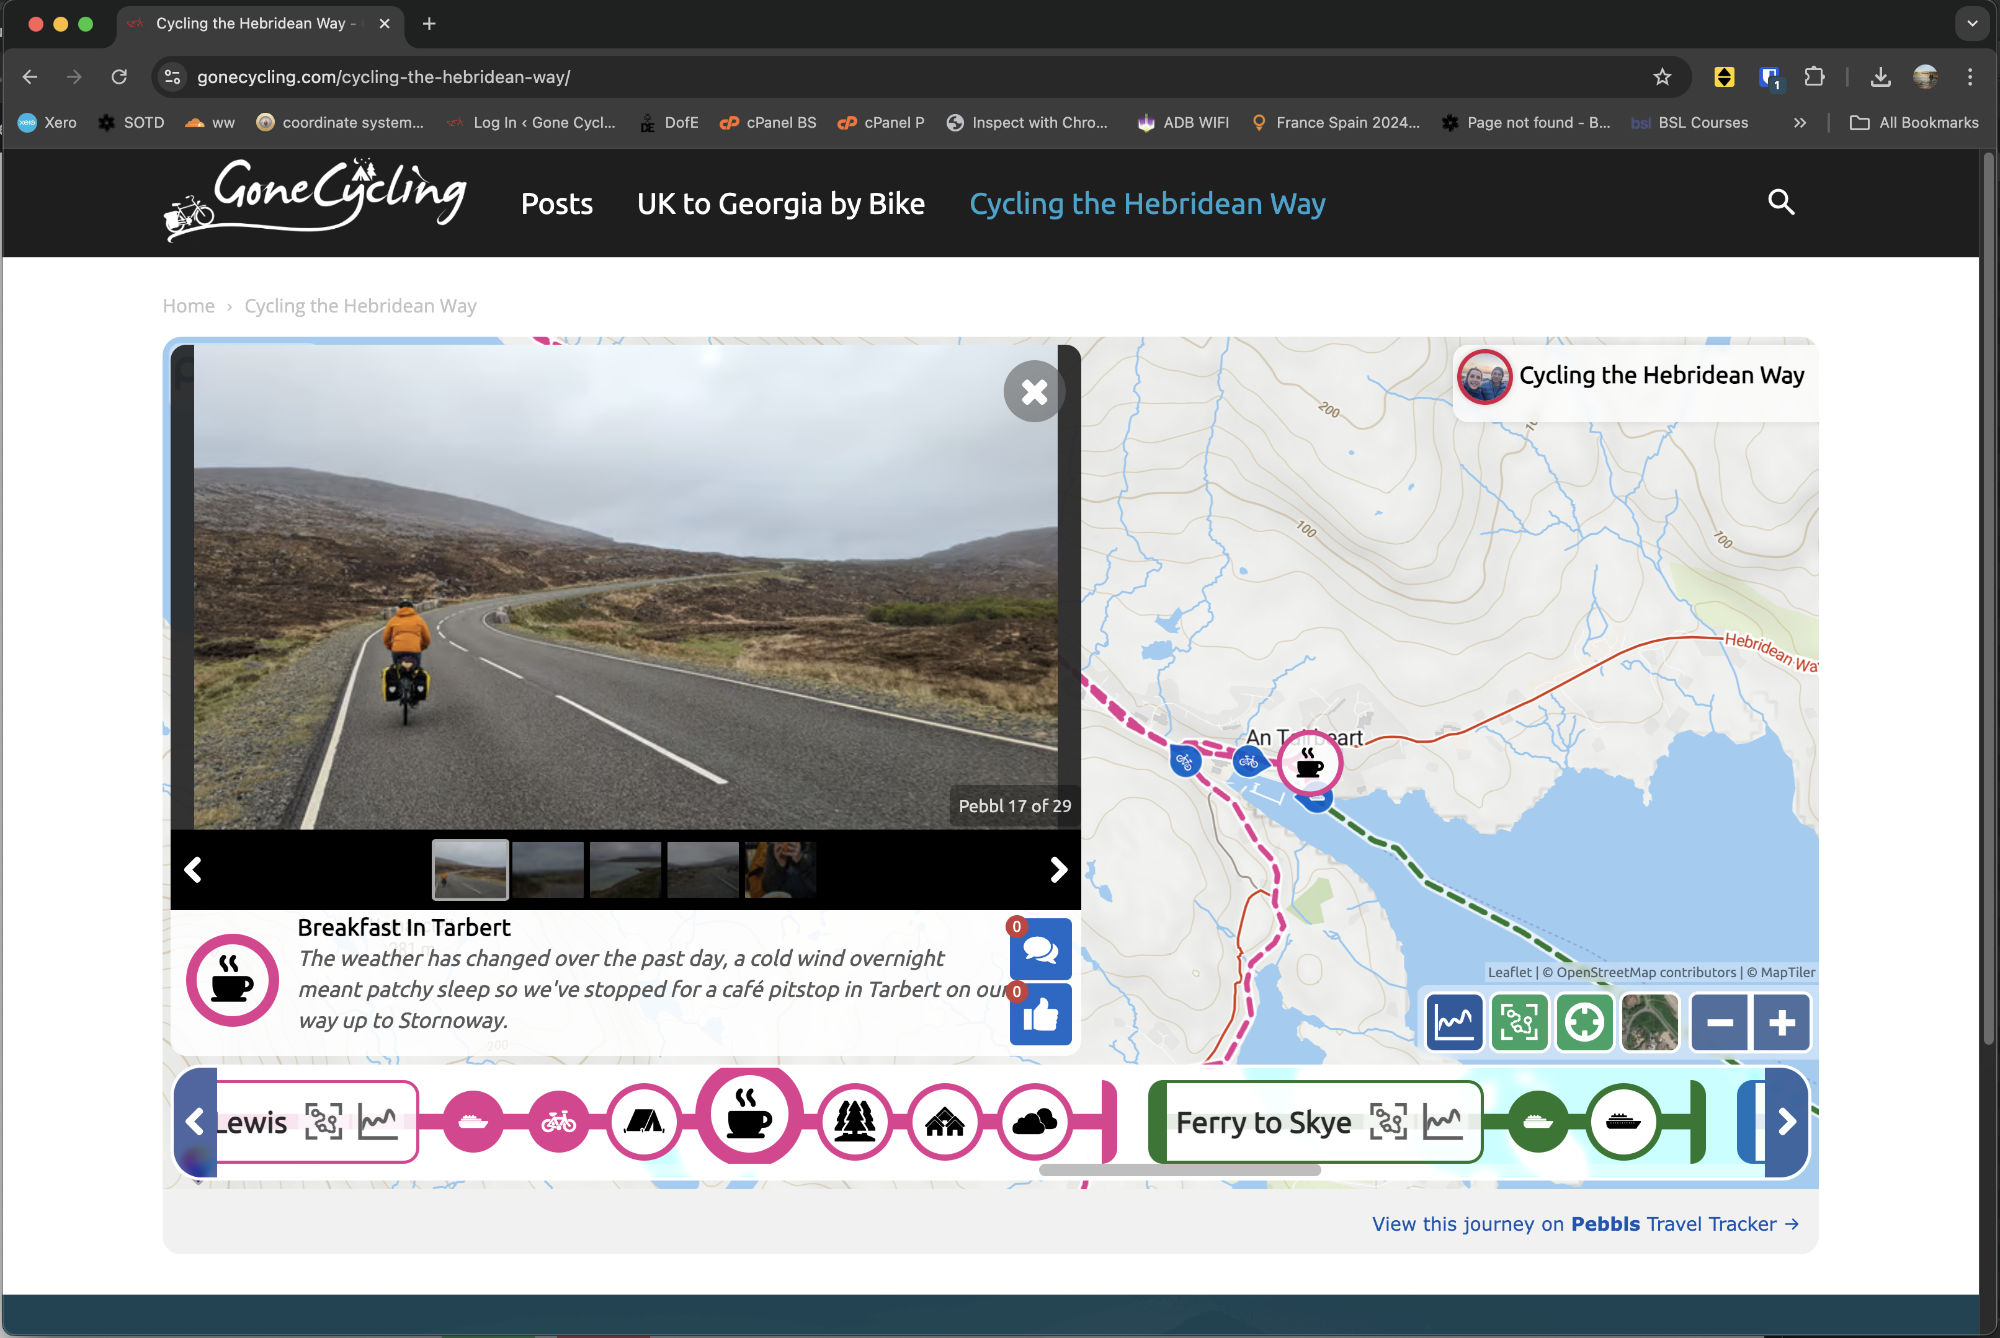 Cycling the Hebridean Way -
gonecycling.com/cycling-the-hebridean-way/
1
Xero
SOTD
ww
coordinate system...
Log In ‹ Gone Cycl...
DofE
cPanel BS
cPanel P
Inspect with Chro...
ADB WIFI
France Spain 2024...
Page not found - B...
bsl BSL Courses
All Bookmarks
GoneCycling
Posts
UK to Georgia by Bike
Cycling the Hebridean Way
Home › Cycling the Hebridean Way
Cycling the Hebridean Way
200
100
700
Hebridean Wa
An Tairbeart
Pebbl 17 of 29
Breakfast In Tarbert
The weather has changed over the past day, a cold wind overnight
meant patchy sleep so we've stopped for a café pitstop in Tarbert on our
way up to Stornoway.
0
0
200
Leaflet | © OpenStreetMap contributors | © MapTiler
Lewis
Ferry to Skye
View this journey on Pebbls Travel Tracker →